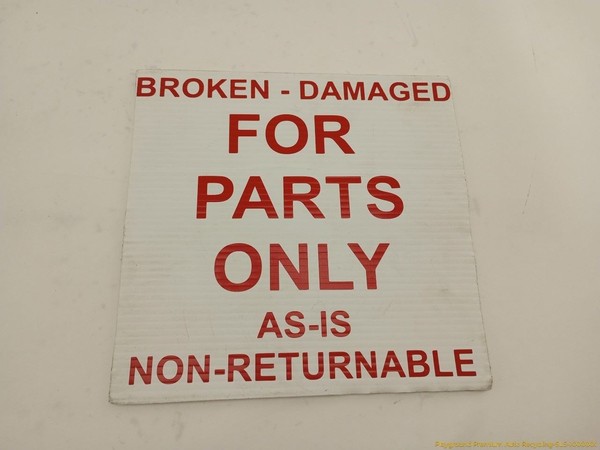 BROKEN - DAMAGED
FOR
PARTS
ONLY
AS-IS
NON-RETURNABLE